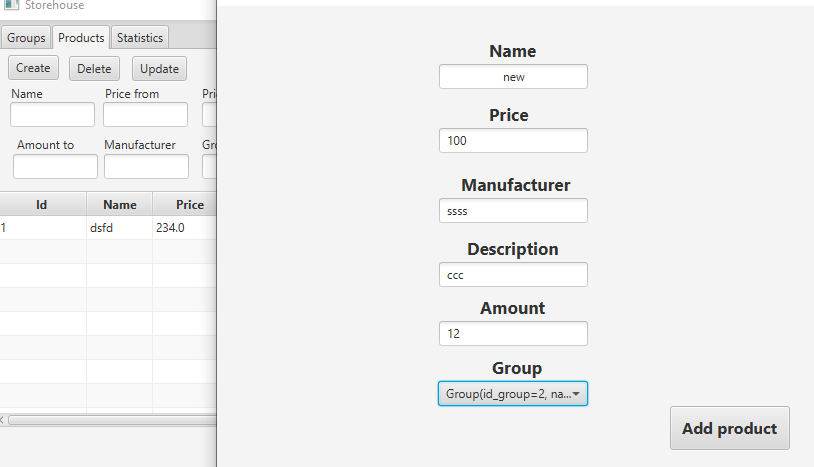 Storehouse
Groups Products Statistics
Create Delete Update
Name Price from Pri
Amount to Manufacturer Gr
Id Name Price
1 dsfd 234.0
Name
new
Price
100
Manufacturer
ssss
Description
ccc
Amount
12
Group
Group(id_group=2, na...
Add product